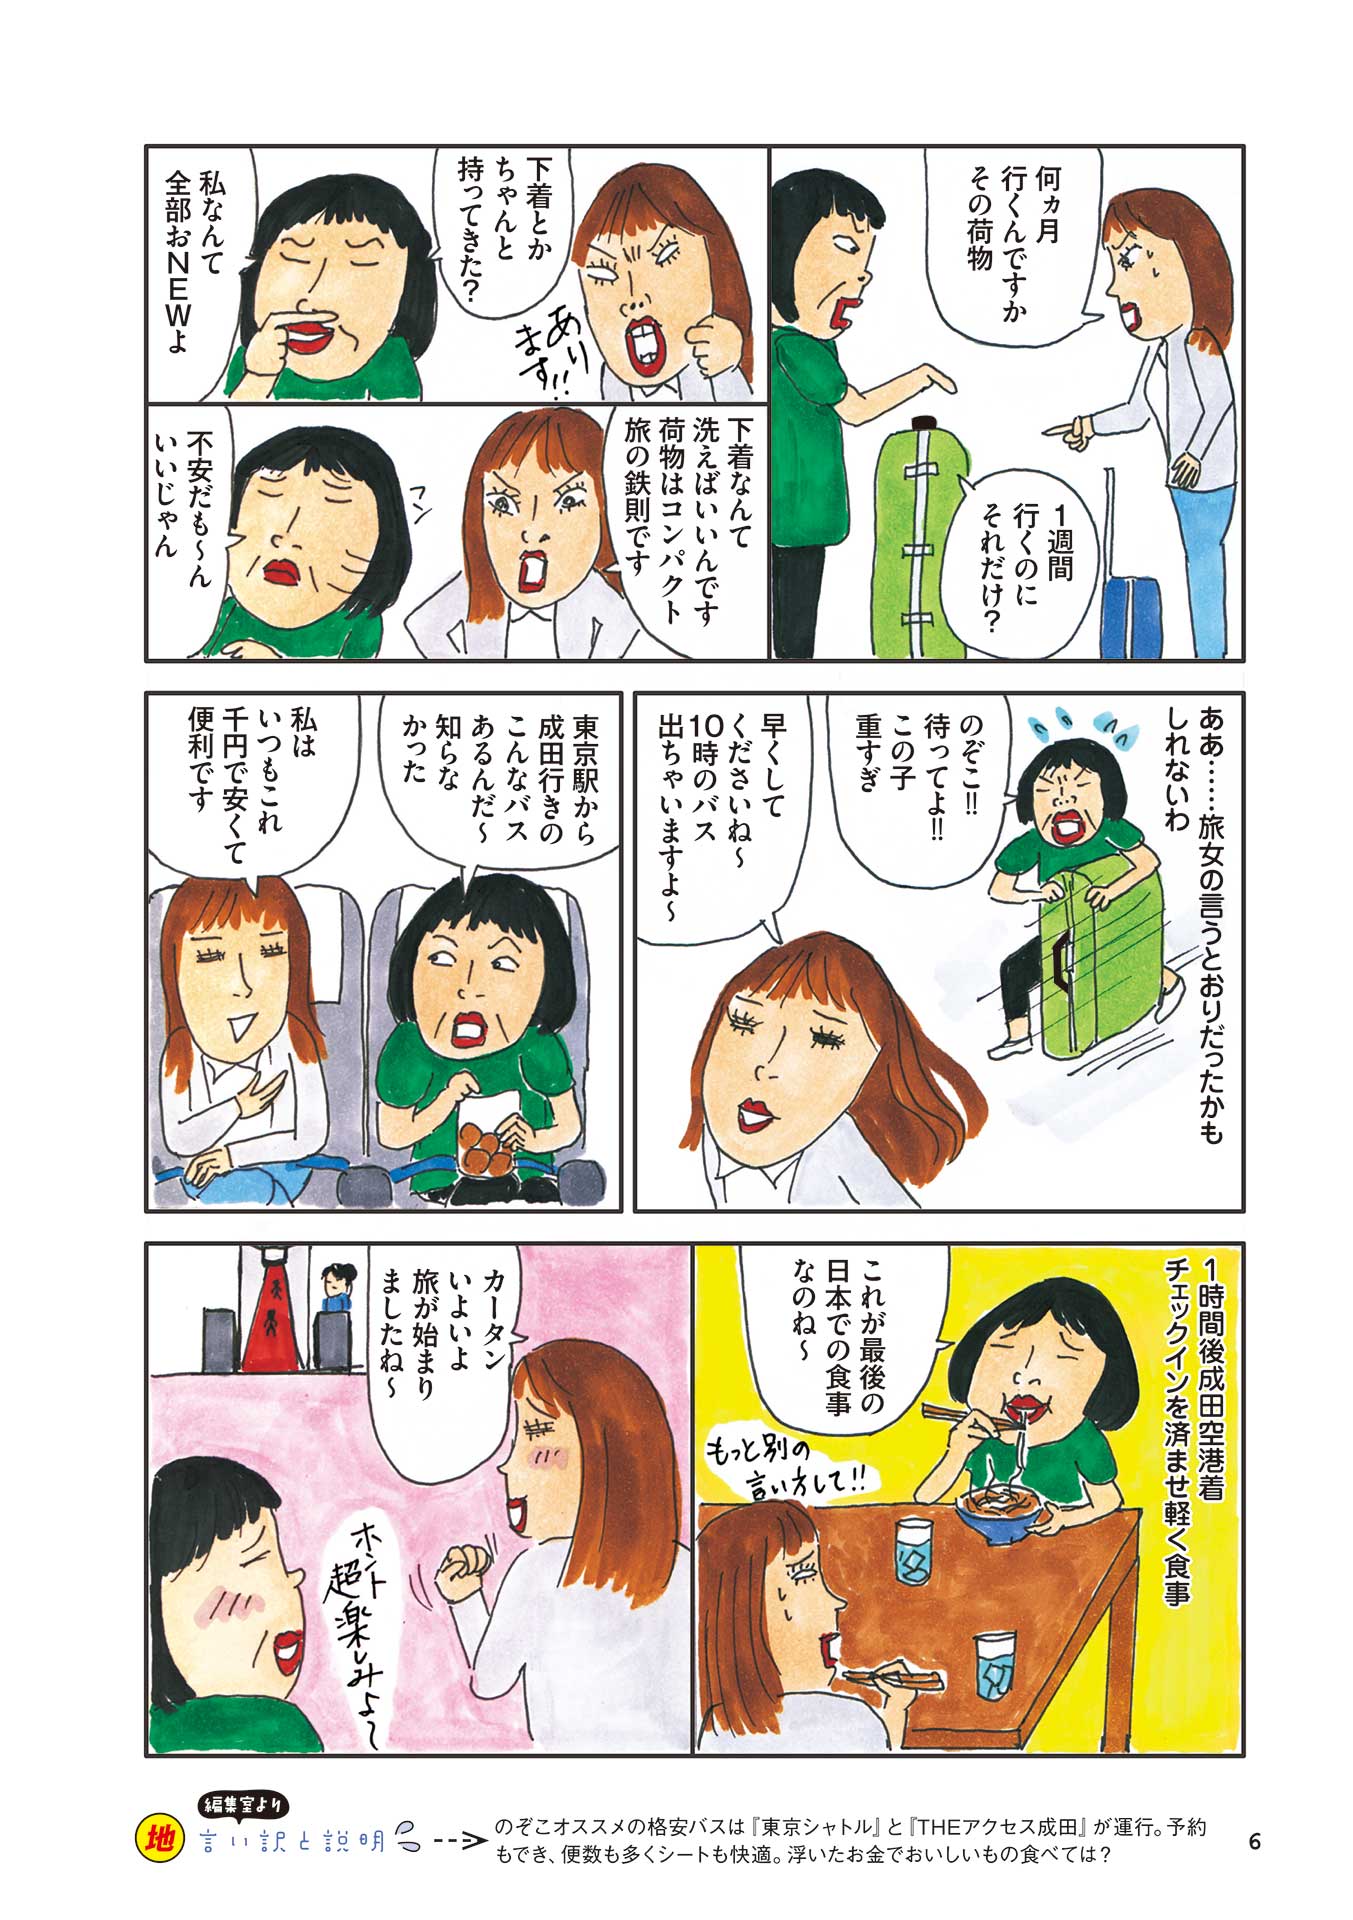 何ヵ月
行くんですか
その荷物
1週間
行くのに
それだけ?
下着とか
ちゃんと
持ってきた?
あり
ます!!
私なんて
全部おNEWよ
下着なんて
洗えばいいんです
荷物はコンパクト
旅の鉄則です
フン
不安だも〜ん
いいじゃん
ああ……旅女の言うとおりだったかも
しれないわ
のぞこ!!
待ってよ!!
この子
重すぎ
早くして
くださいね〜
10時のバス
出ちゃいますよ〜
東京駅から
成田行きの
こんなバス
あるんだ〜
知らな
かった
私は
いつもこれ
千円で安くて
便利です
1時間後成田空港着
チェックインを済ませ軽く食事
これが最後の
日本での食事
なのね〜
もっと別の
言い方して!!
カータン
いよいよ
旅が始まり
ましたね〜
ホント
超楽しみよ〜
編集室より
地
言い訳と説明
のぞこオススメの格安バスは『東京シャトル』と『THEアクセス成田』が運行。予約
もでき、便数も多くシートも快適。浮いたお金でおいしいもの食べては?
6